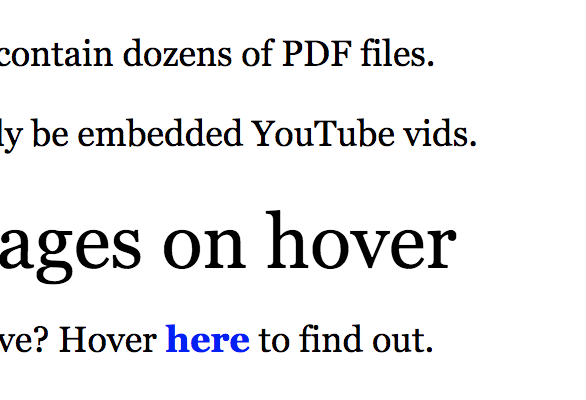 contain dozens of PDF files.
ly be embedded YouTube vids.
ages on hover
ve? Hover here to find out.